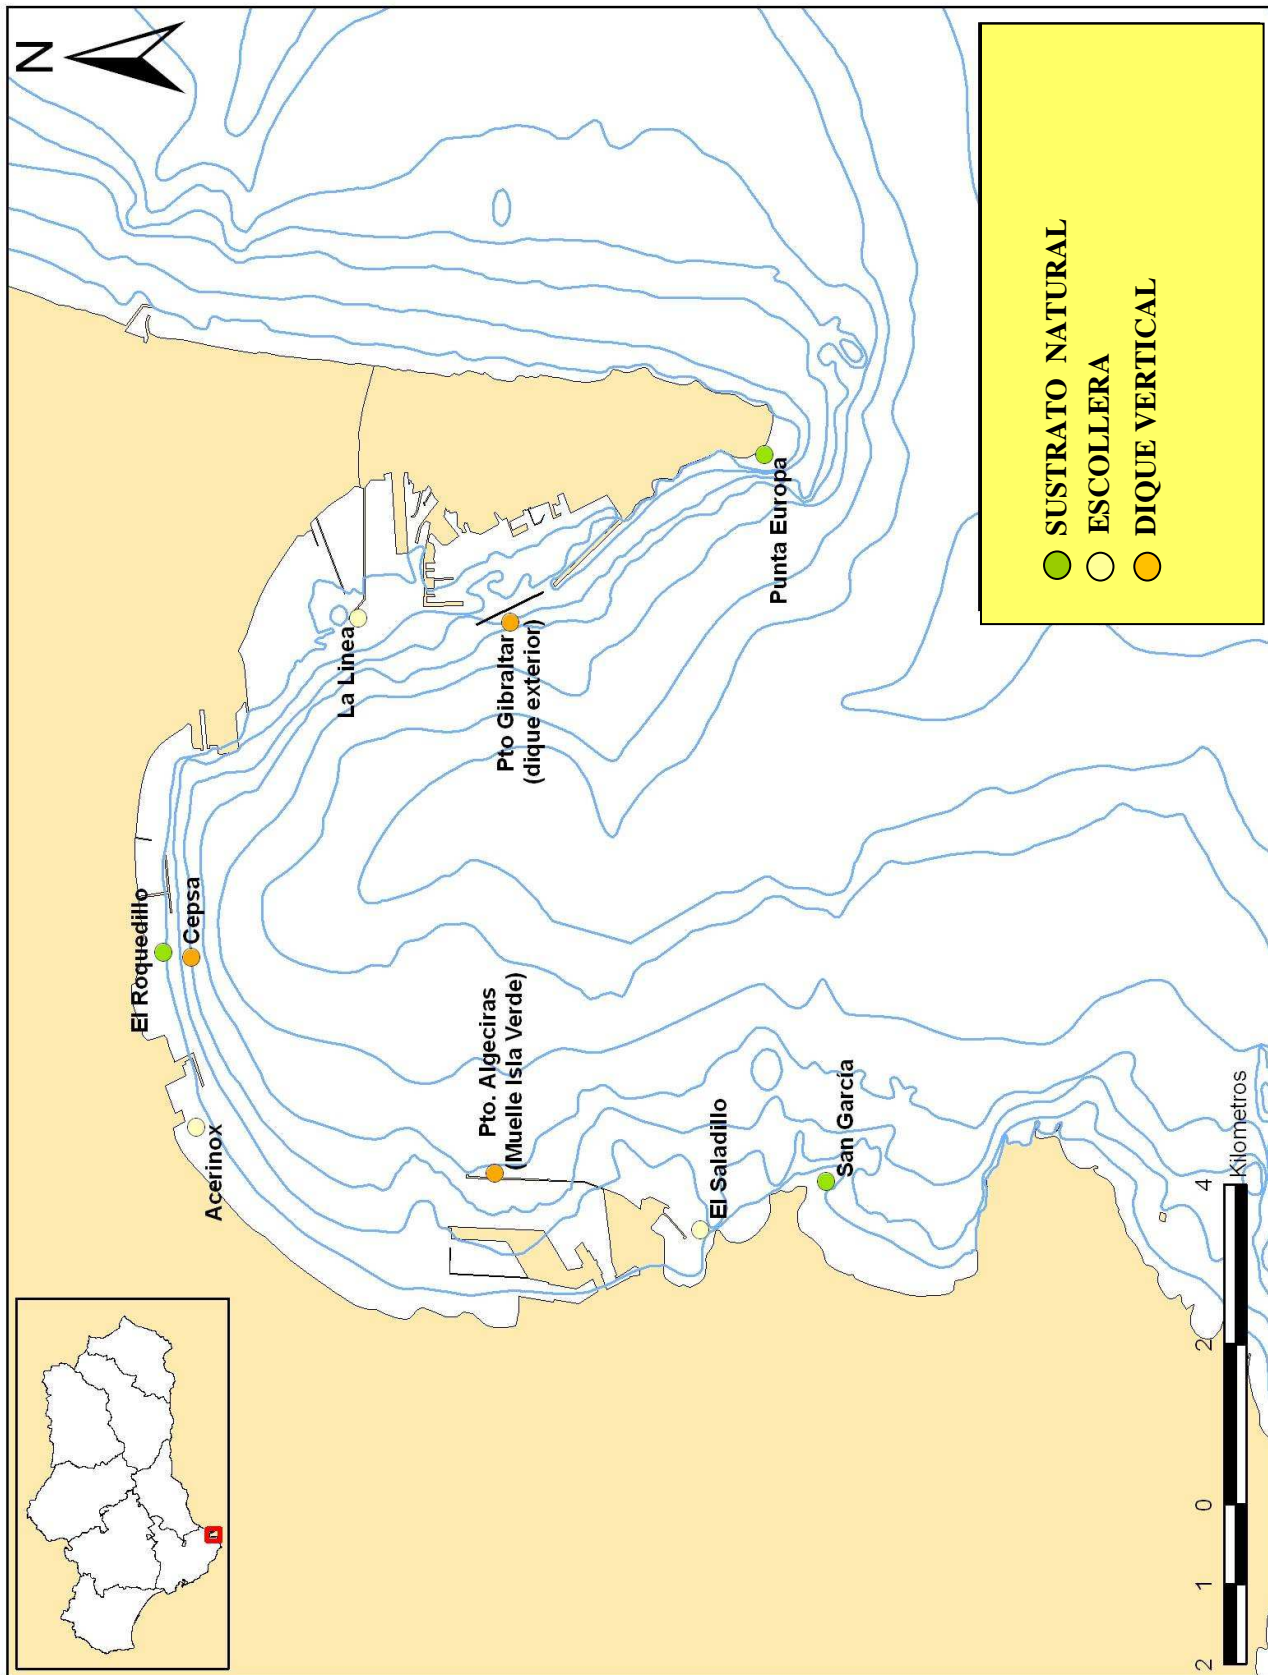 N
El Roquedillo
Cepsa
Acerinox
La Linea
Pto Gibraltar
(dique exterior)
Punta Europa
Pto. Algeciras
(Muelle Isla Verde)
El Saladillo
San García
SUSTRATO NATURAL
ESCOLLERA
DIQUE VERTICAL
2 1 0 2 4
Kilometros